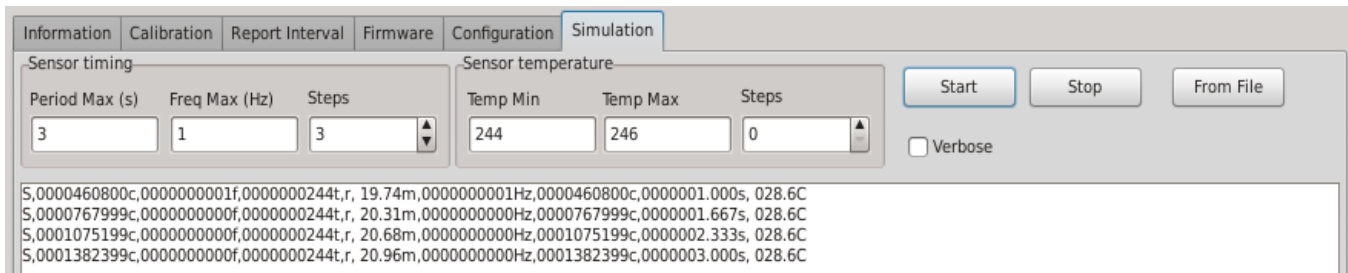 Information Calibration Report Interval Firmware Configuration Simulation
Sensor timing Sensor temperature
Period Max (s) Freq Max (Hz) Steps Temp Min Temp Max Steps Start Stop From File
3 1 3 244 246 0
Verbose
S,0000460800c,0000000001f,0000000244t,r, 19.74m,0000000001Hz,0000460800c,0000001.000s, 028.6C
S,0000767999c,0000000000f,0000000244t,r, 20.31m,0000000000Hz,0000767999c,0000001.667s, 028.6C
S,0001075199c,0000000000f,0000000244t,r, 20.68m,0000000000Hz,0001075199c,0000002.333s, 028.6C
S,0001382399c,0000000000f,0000000244t,r, 20.96m,0000000000Hz,0001382399c,0000003.000s, 028.6C